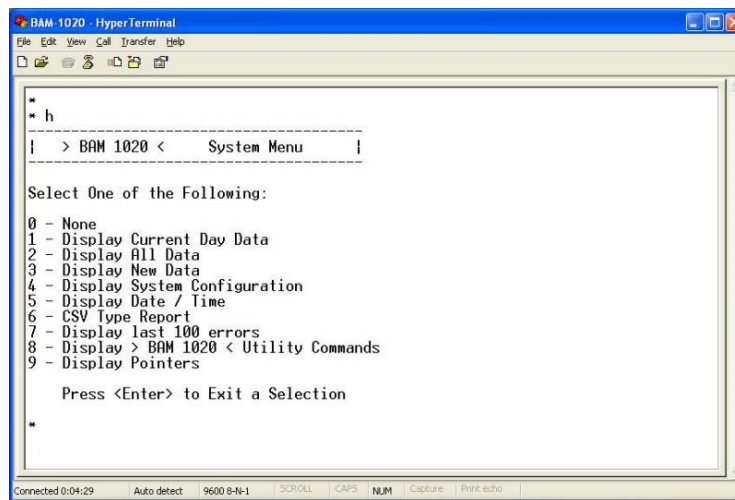 BAM-1020 - HyperTerminal
File Edit View Call Transfer Help
*
* h
----------------------------------------
|   > BAM 1020 <     System Menu       |
----------------------------------------
Select One of the Following:
0 - None
1 - Display Current Day Data
2 - Display All Data
3 - Display New Data
4 - Display System Configuration
5 - Display Date / Time
6 - CSV Type Report
7 - Display last 100 errors
8 - Display > BAM 1020 < Utility Commands
9 - Display Pointers
Press <Enter> to Exit a Selection
*
Connected 0:04:29 Auto detect 9600 8-N-1 SCROLL CAPS NUM Capture Print echo